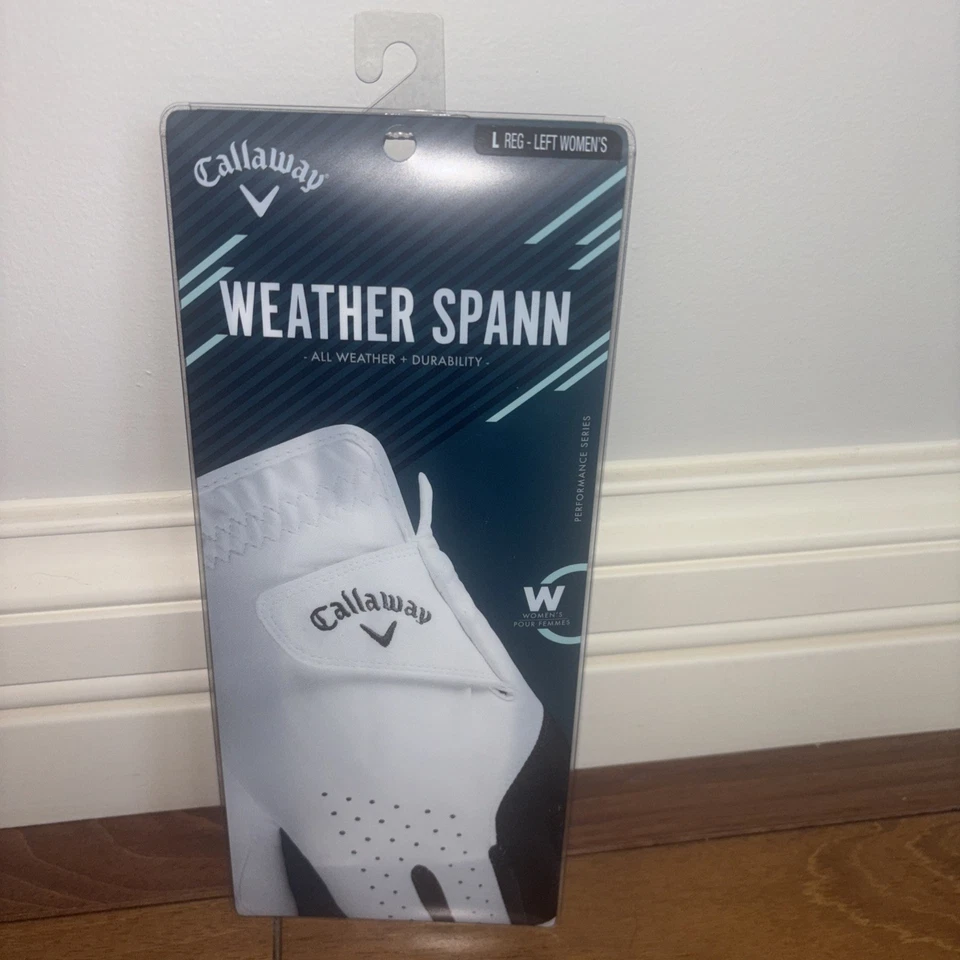 L REG - LEFT WOMEN'S
Callaway
WEATHER SPANN
- ALL WEATHER + DURABILITY -
PERFORMANCE SERIES
Callaway
W
WOMEN'S
POUR FEMMES